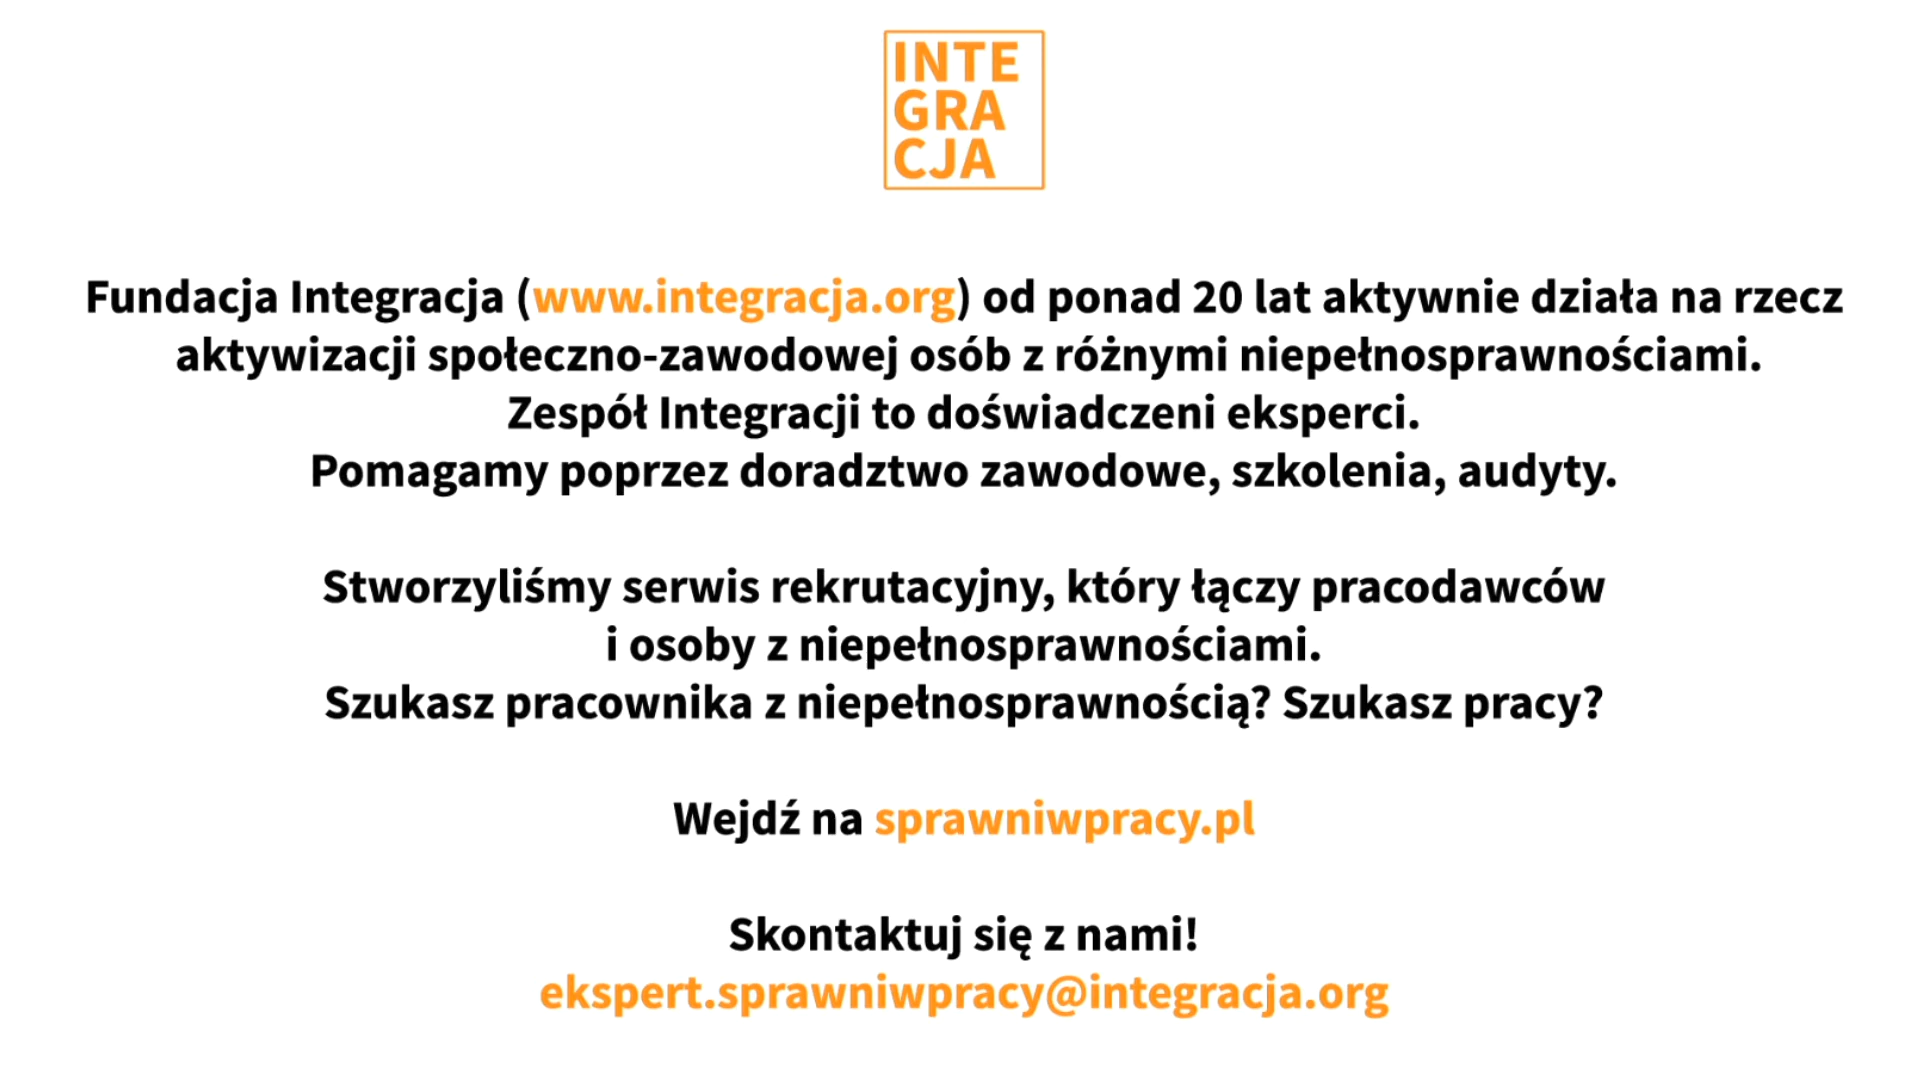 INTE
GRA
CJA
Fundacja Integracja (www.integracja.org) od ponad 20 lat aktywnie działa na rzecz
aktywizacji społeczno-zawodowej osób z różnymi niepełnosprawnościami.
Zespół Integracji to doświadczeni eksperci.
Pomagamy poprzez doradztwo zawodowe, szkolenia, audyty.
Stworzyliśmy serwis rekrutacyjny, który łączy pracodawców
i osoby z niepełnosprawnościami.
Szukasz pracownika z niepełnosprawnością? Szukasz pracy?
Wejdź na sprawniwpracy.pl
Skontaktuj się z nami!
ekspert.sprawniwpracy@integracja.org